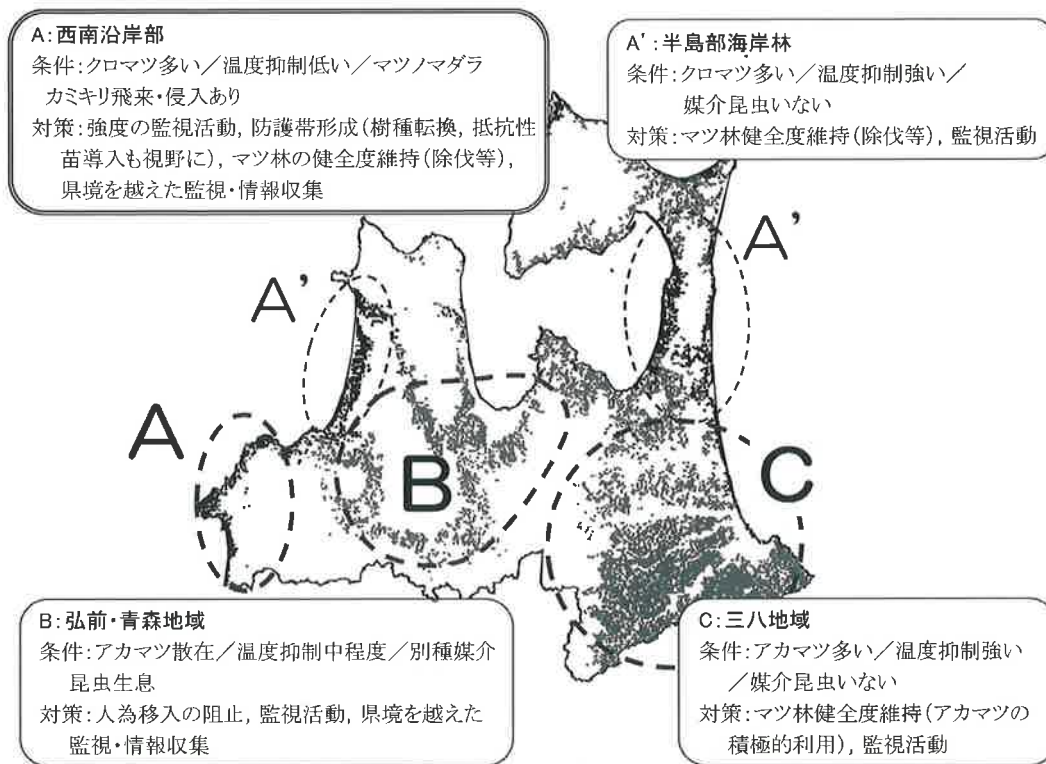 A:西南沿岸部
条件:クロマツ多い/温度抑制低い/マツノマダラ
カミキリ飛来・侵入あり
対策:強度の監視活動, 防護帯形成(樹種転換, 抵抗性
苗導入も視野に), マツ林の健全度維持(除伐等),
県境を越えた監視・情報収集
A':半島部海岸林
条件:クロマツ多い/温度抑制強い/
媒介昆虫いない
対策:マツ林健全度維持(除伐等), 監視活動
A'
A'
A
B
C
B:弘前・青森地域
条件:アカマツ散在/温度抑制中程度/別種媒介
昆虫生息
対策:人為移入の阻止, 監視活動, 県境を越えた
監視・情報収集
C:三八地域
条件:アカマツ多い/温度抑制強い
/媒介昆虫いない
対策:マツ林健全度維持(アカマツの
積極的利用), 監視活動